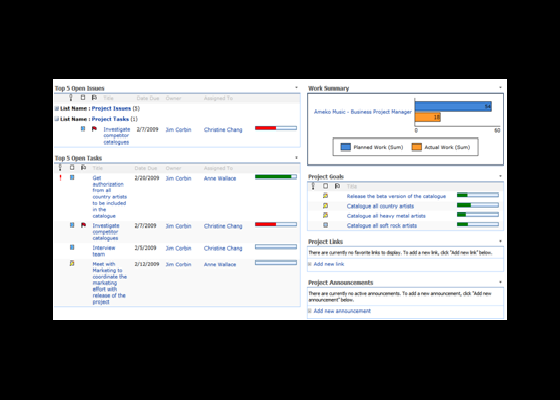 Top 5 Open Issues
Title Date Due Owner Assigned To
List Name : Project Issues (5)
List Name : Project Tasks (1)
Investigate 2/7/2009 Jim Corbin Christine Chang
competitor
catalogues
Top 5 Open Tasks
Title Date Due Owner Assigned To
Get 2/20/2009 Jim Corbin Anne Wallace
authorization
from all
country artists
to be included
in the
catalogue
Investigate 2/7/2009 Jim Corbin Christine Chang
competitor
catalogues
Interview 2/3/2009 Jim Corbin Christine Chang
team
Meet with 2/12/2009 Jim Corbin Anne Wallace
Marketing to
coordinate the
marketing
effort with
release of the
project
Work Summary
Ameko Music - Business Project Manager
18
0 60
Planned Work (Sum) Actual Work (Sum)
Project Goals
Title
Release the beta version of the catalogue
Catalogue all country artists
Catalogue all heavy metal artists
Catalogue all soft rock artists
Project Links
There are currently no favorite links to display. To add a new link, click "Add new link" below.
Add new link
Project Announcements
There are currently no active announcements. To add a new announcement, click "Add new
announcement" below.
Add new announcement